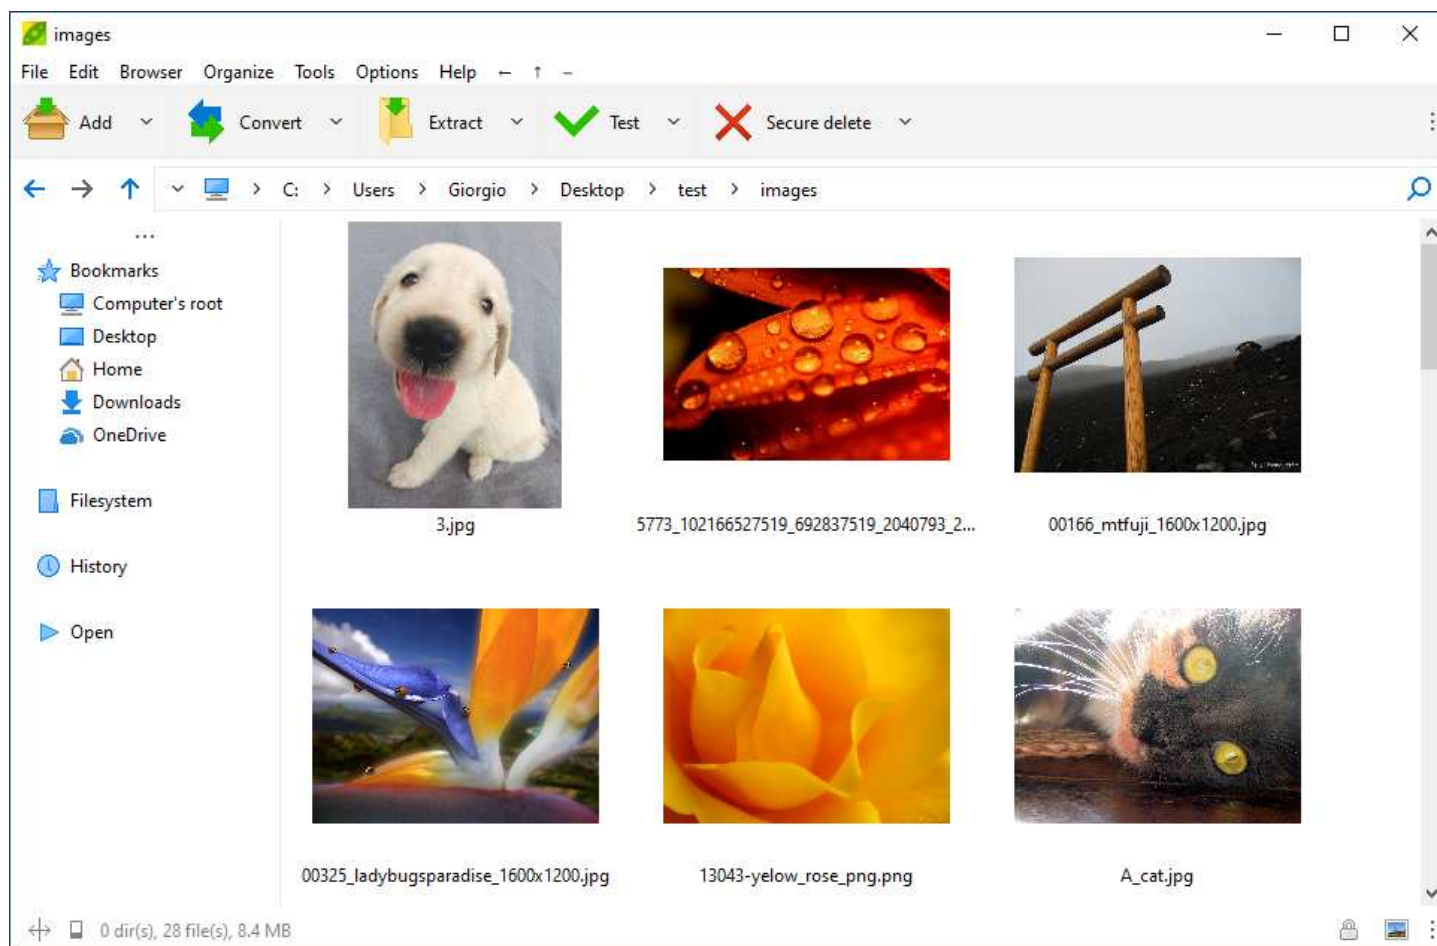 images
File Edit Browser Organize Tools Options Help
Add Convert Extract Test Secure delete
C: Users Giorgio Desktop test images
...
Bookmarks
Computer's root
Desktop
Home
Downloads
OneDrive
Filesystem
History
Open
3.jpg 5773_102166527519_692837519_2040793_2... 00166_mtfuji_1600x1200.jpg
00325_ladybugsparadise_1600x1200.jpg 13043-yelow_rose_png.png A_cat.jpg
0 dir(s), 28 file(s), 8.4 MB